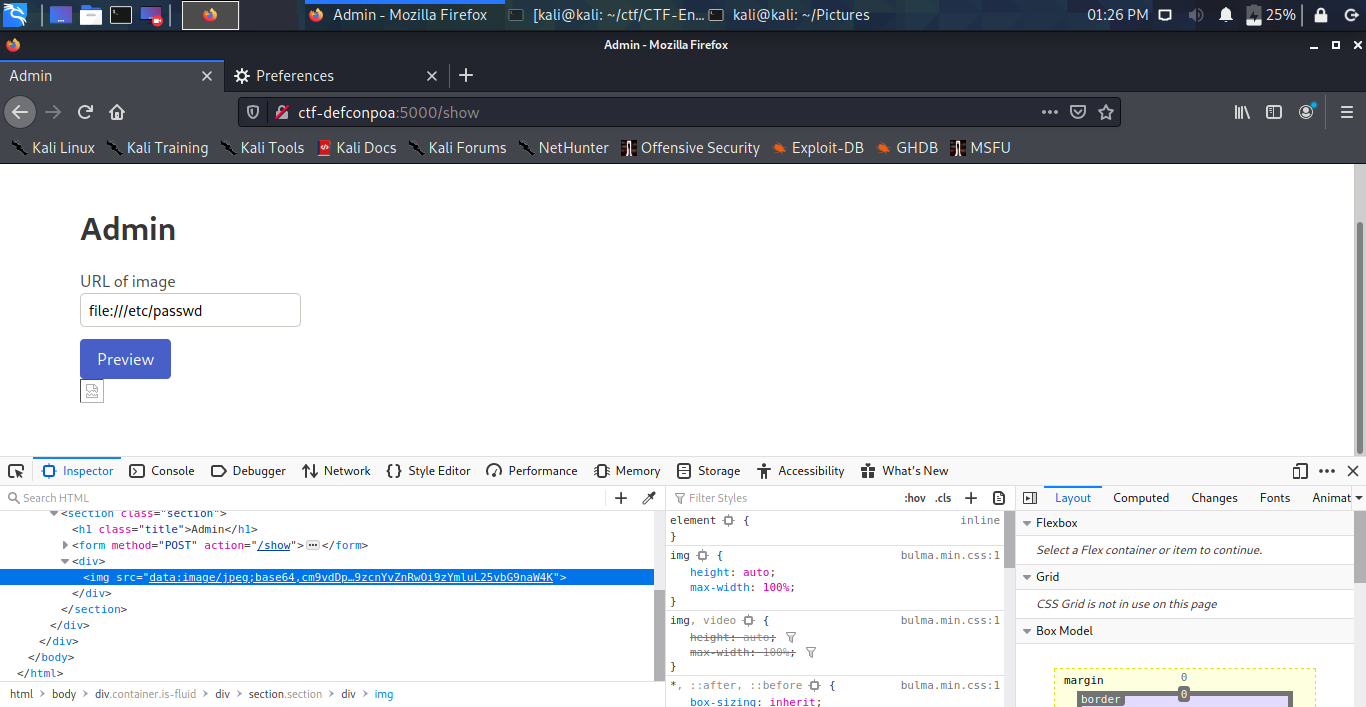 Admin - Mozilla Firefox
[kali@kali: ~/ctf/CTF-En...
kali@kali: ~/Pictures
01:26 PM
25%
Admin - Mozilla Firefox
Admin
Preferences
ctf-defconpoa:5000/show
Kali Linux Kali Training Kali Tools Kali Docs Kali Forums NetHunter Offensive Security Exploit-DB GHDB MSFU
Admin
URL of image
file:///etc/passwd
Preview
Inspector Console Debugger Network Style Editor Performance Memory Storage Accessibility What's New
Search HTML
<section class="section">
<h1 class="title">Admin</h1>
<form method="POST" action="/show">…</form>
<div>
<img src="data:image/jpeg;base64,cm9vdDp…9zcnYvZnRwOi9zYmluL25vbG9naW4K">
</div>
</section>
</div>
</div>
</body>
</html>
html > body > div.container.is-fluid > div > section.section > div > img
Filter Styles
:hov .cls
element {
inline
}
img {
bulma.min.css:1
height: auto;
max-width: 100%;
}
img, video {
bulma.min.css:1
height: auto;
max-width: 100%;
}
*, ::after, ::before {
bulma.min.css:1
box-sizing: inherit;
Layout Computed Changes Fonts Animat
Flexbox
Select a Flex container or item to continue.
Grid
CSS Grid is not in use on this page
Box Model
margin
0
border
0